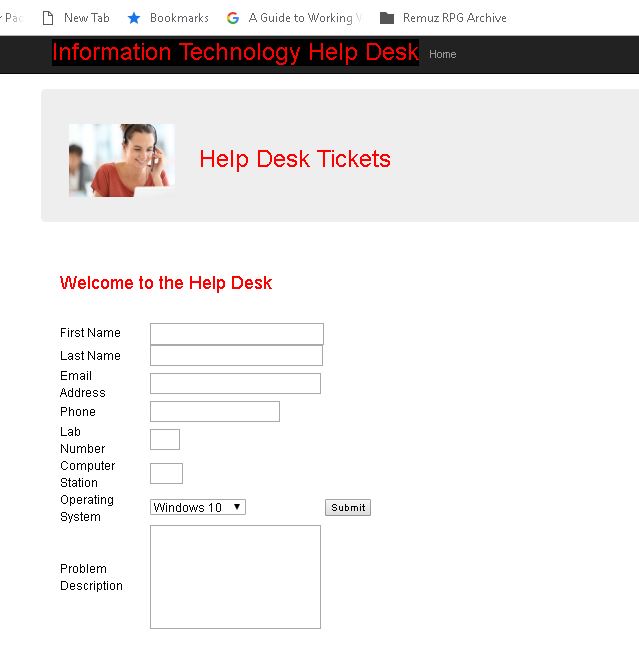 New Tab Bookmarks A Guide to Working Remuz RPG Archive
Information Technology Help Desk Home
Help Desk Tickets
Welcome to the Help Desk
First Name
Last Name
Email
Address
Phone
Lab
Number
Computer
Station
Operating
System
Windows 10 ▼
Submit
Problem
Description